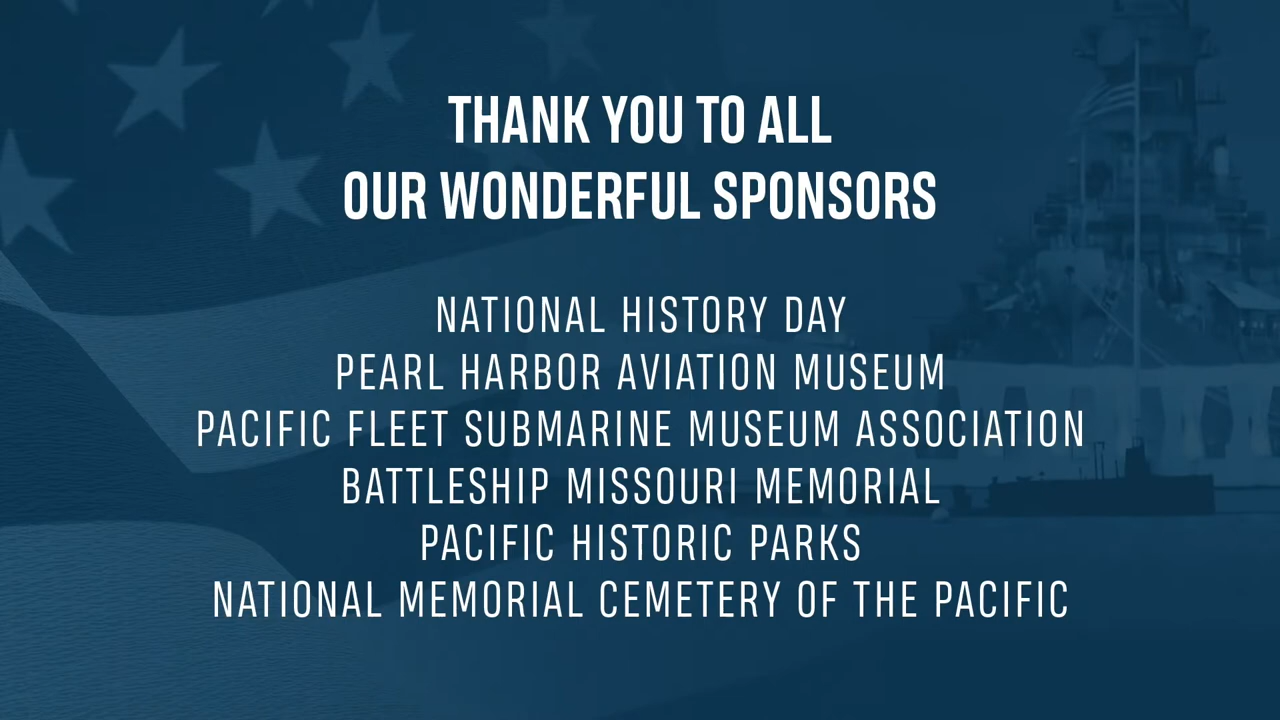 THANK YOU TO ALL
OUR WONDERFUL SPONSORS
NATIONAL HISTORY DAY
PEARL HARBOR AVIATION MUSEUM
PACIFIC FLEET SUBMARINE MUSEUM ASSOCIATION
BATTLESHIP MISSOURI MEMORIAL
PACIFIC HISTORIC PARKS
NATIONAL MEMORIAL CEMETERY OF THE PACIFIC